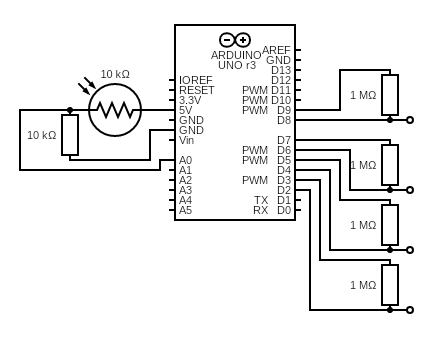 10 kΩ
10 kΩ
ARDUINO
UNO r3
IOREF
RESET
3.3V
5V
GND
GND
Vin
A0
A1
A2
A3
A4
A5
AREF
GND
D13
D12
PWM D11
PWM D10
PWM D9
D8
D7
PWM D6
PWM D5
D4
PWM D3
D2
TX D1
RX D0
1 MΩ
1 MΩ
1 MΩ
1 MΩ